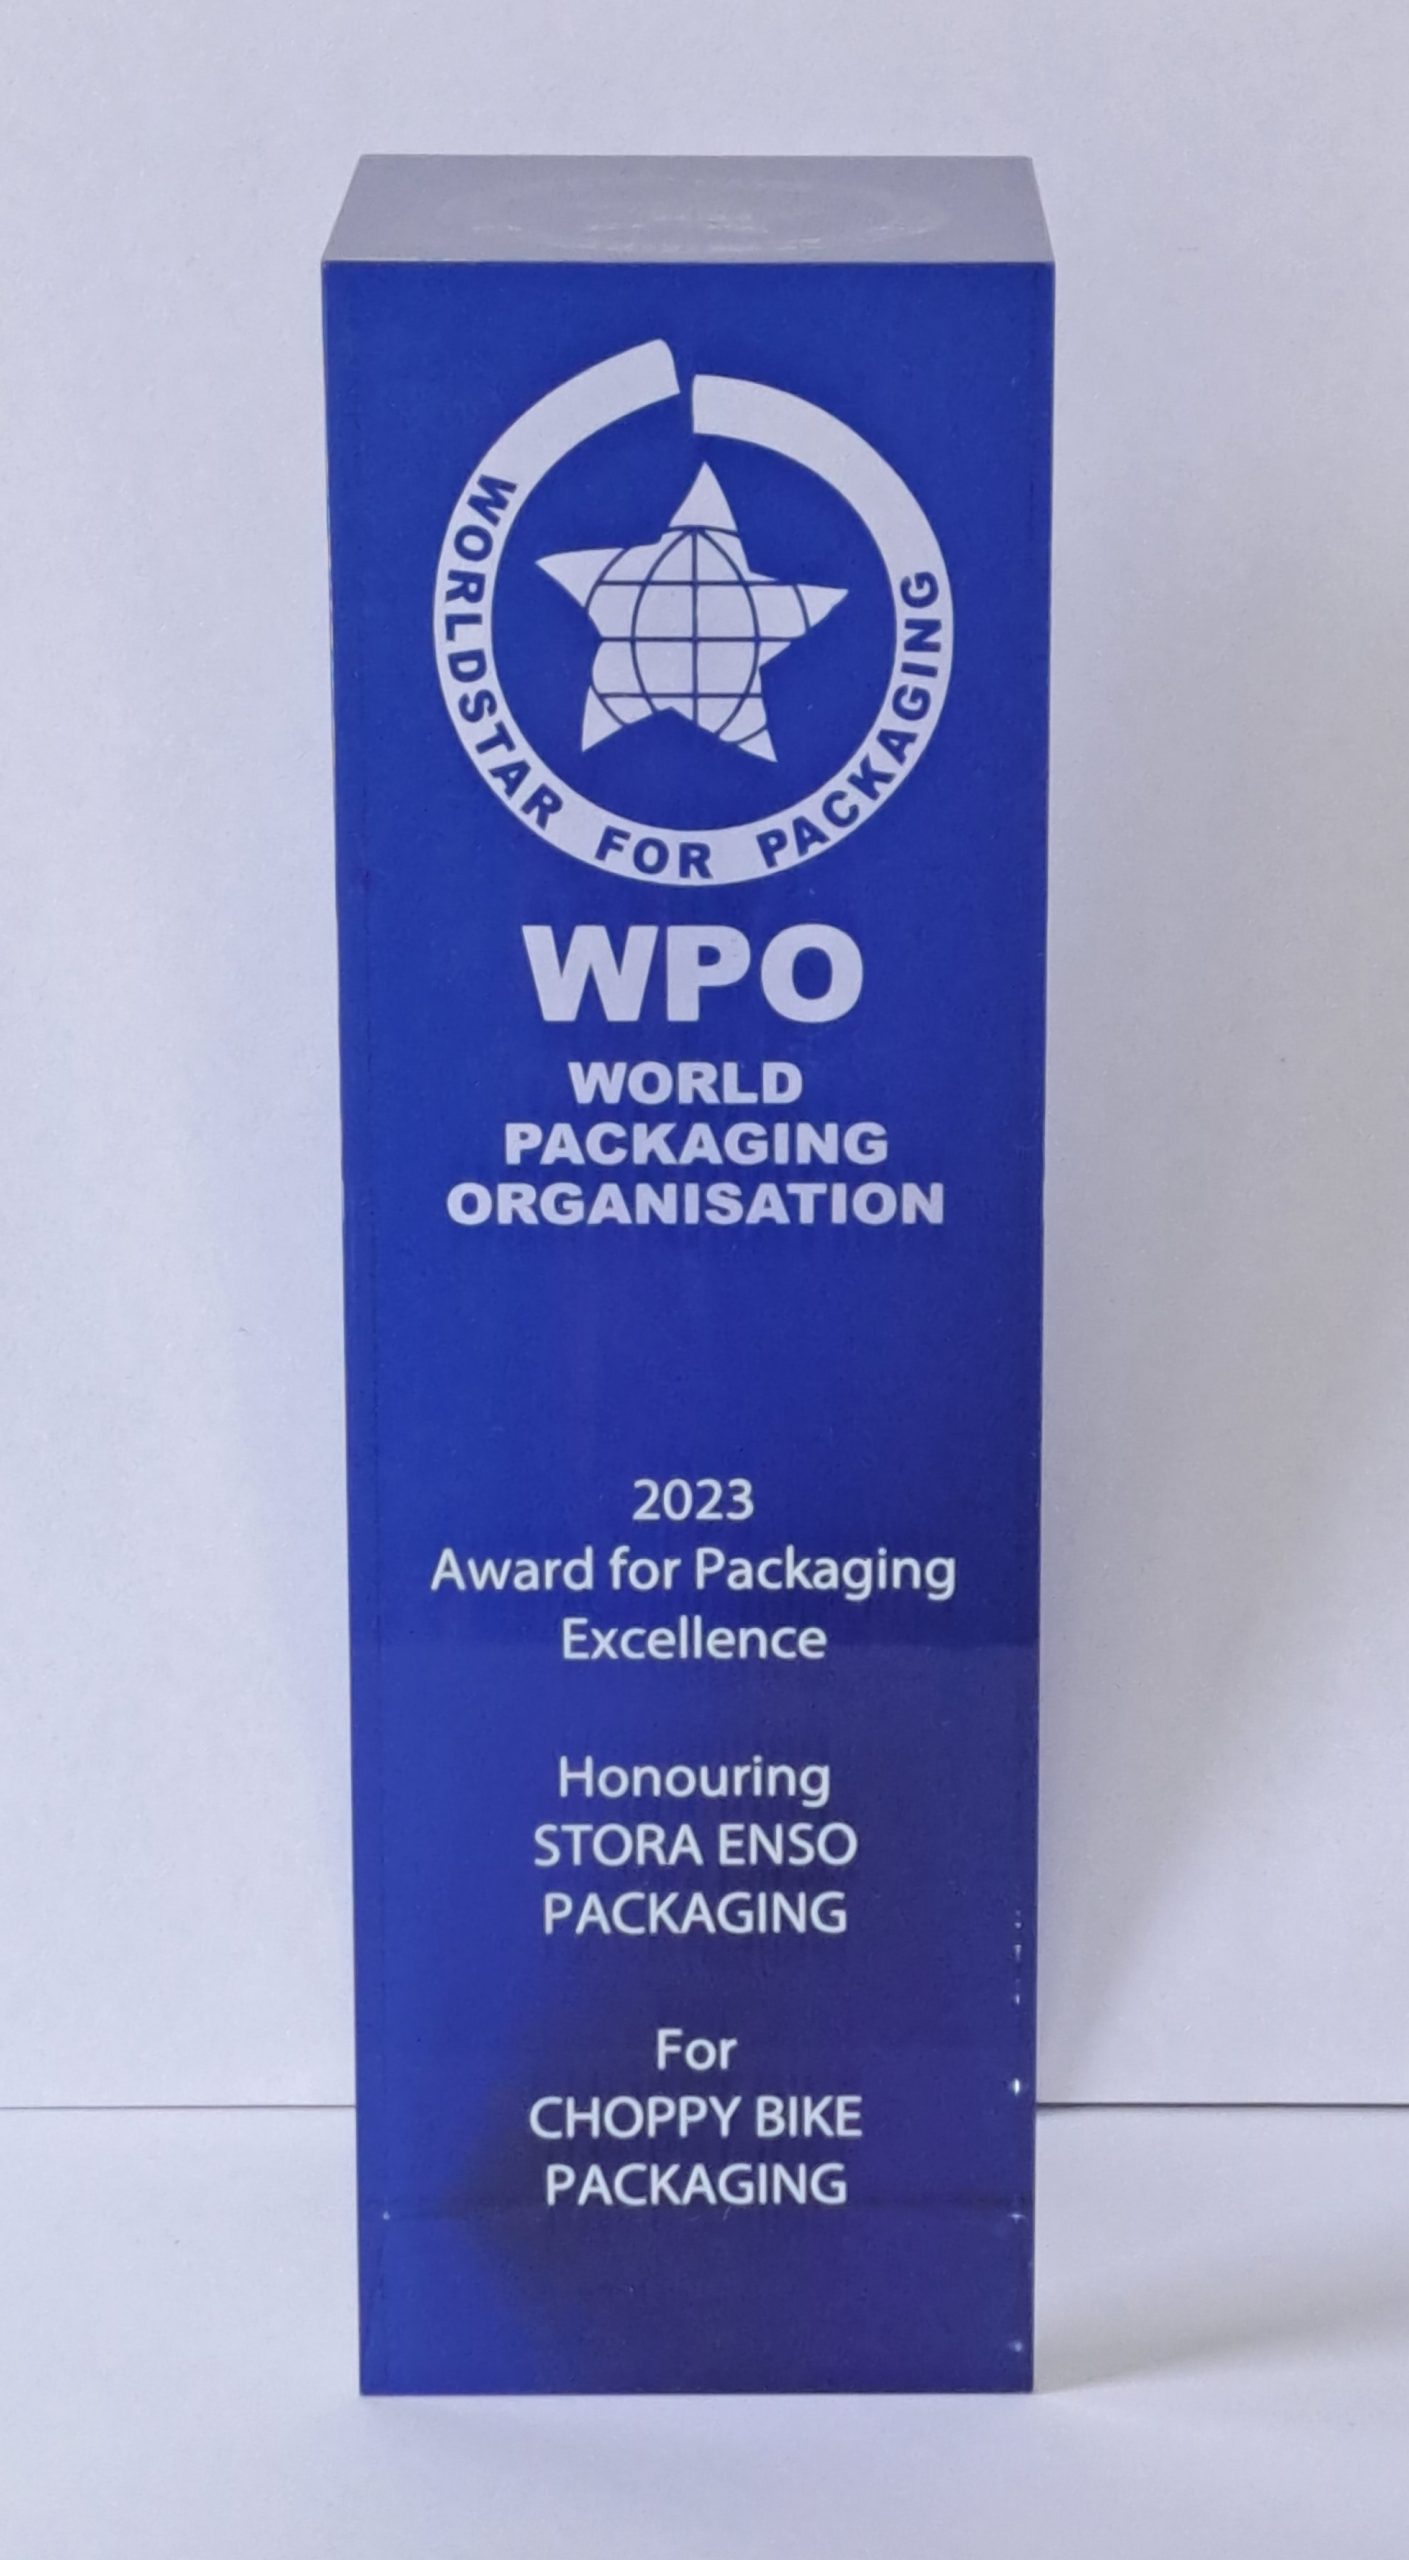 WORLDSTAR FOR PACKAGING
WPO
WORLD
PACKAGING
ORGANISATION
2023
Award for Packaging
Excellence
Honouring
STORA ENSO
PACKAGING
For
CHOPPY BIKE
PACKAGING